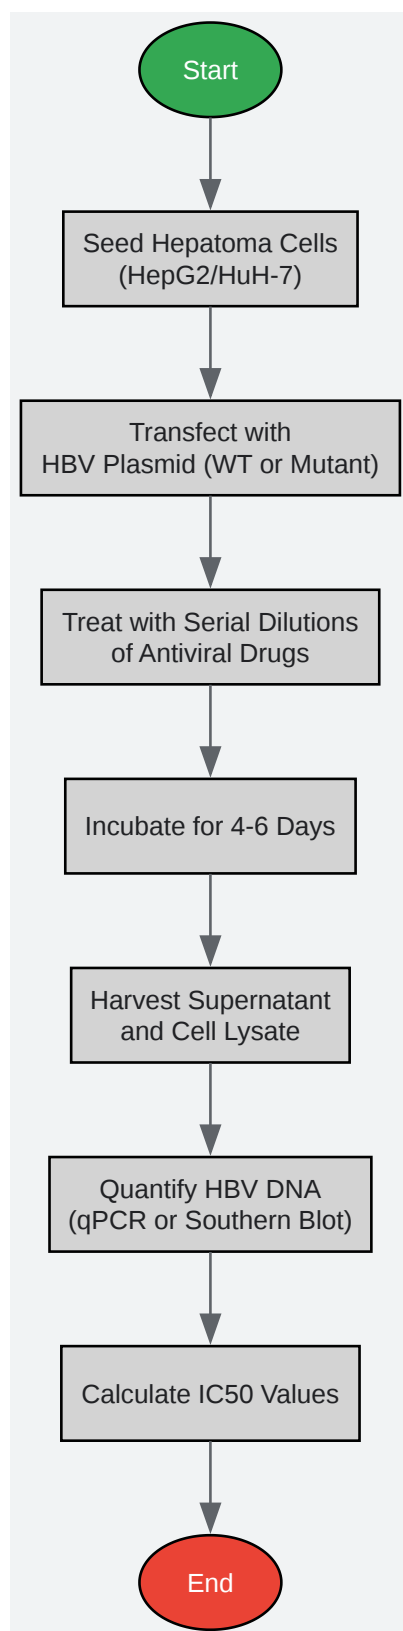 Start
Seed Hepatoma Cells
(HepG2/HuH-7)
Transfect with
HBV Plasmid (WT or Mutant)
Treat with Serial Dilutions
of Antiviral Drugs
Incubate for 4-6 Days
Harvest Supernatant
and Cell Lysate
Quantify HBV DNA
(qPCR or Southern Blot)
Calculate IC50 Values
End